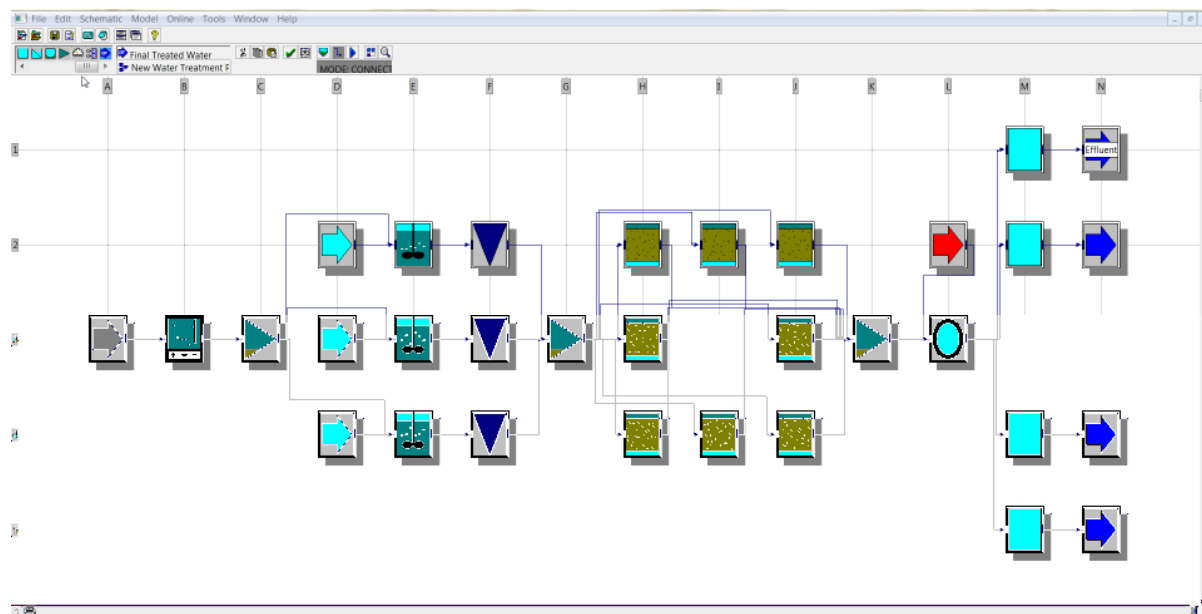 File Edit Schematic Model Online Tools Window Help
Final Treated Water
New Water Treatment F
MODE: CONNECT
A B C D E F G H I J K L M N
1
Effluent
2